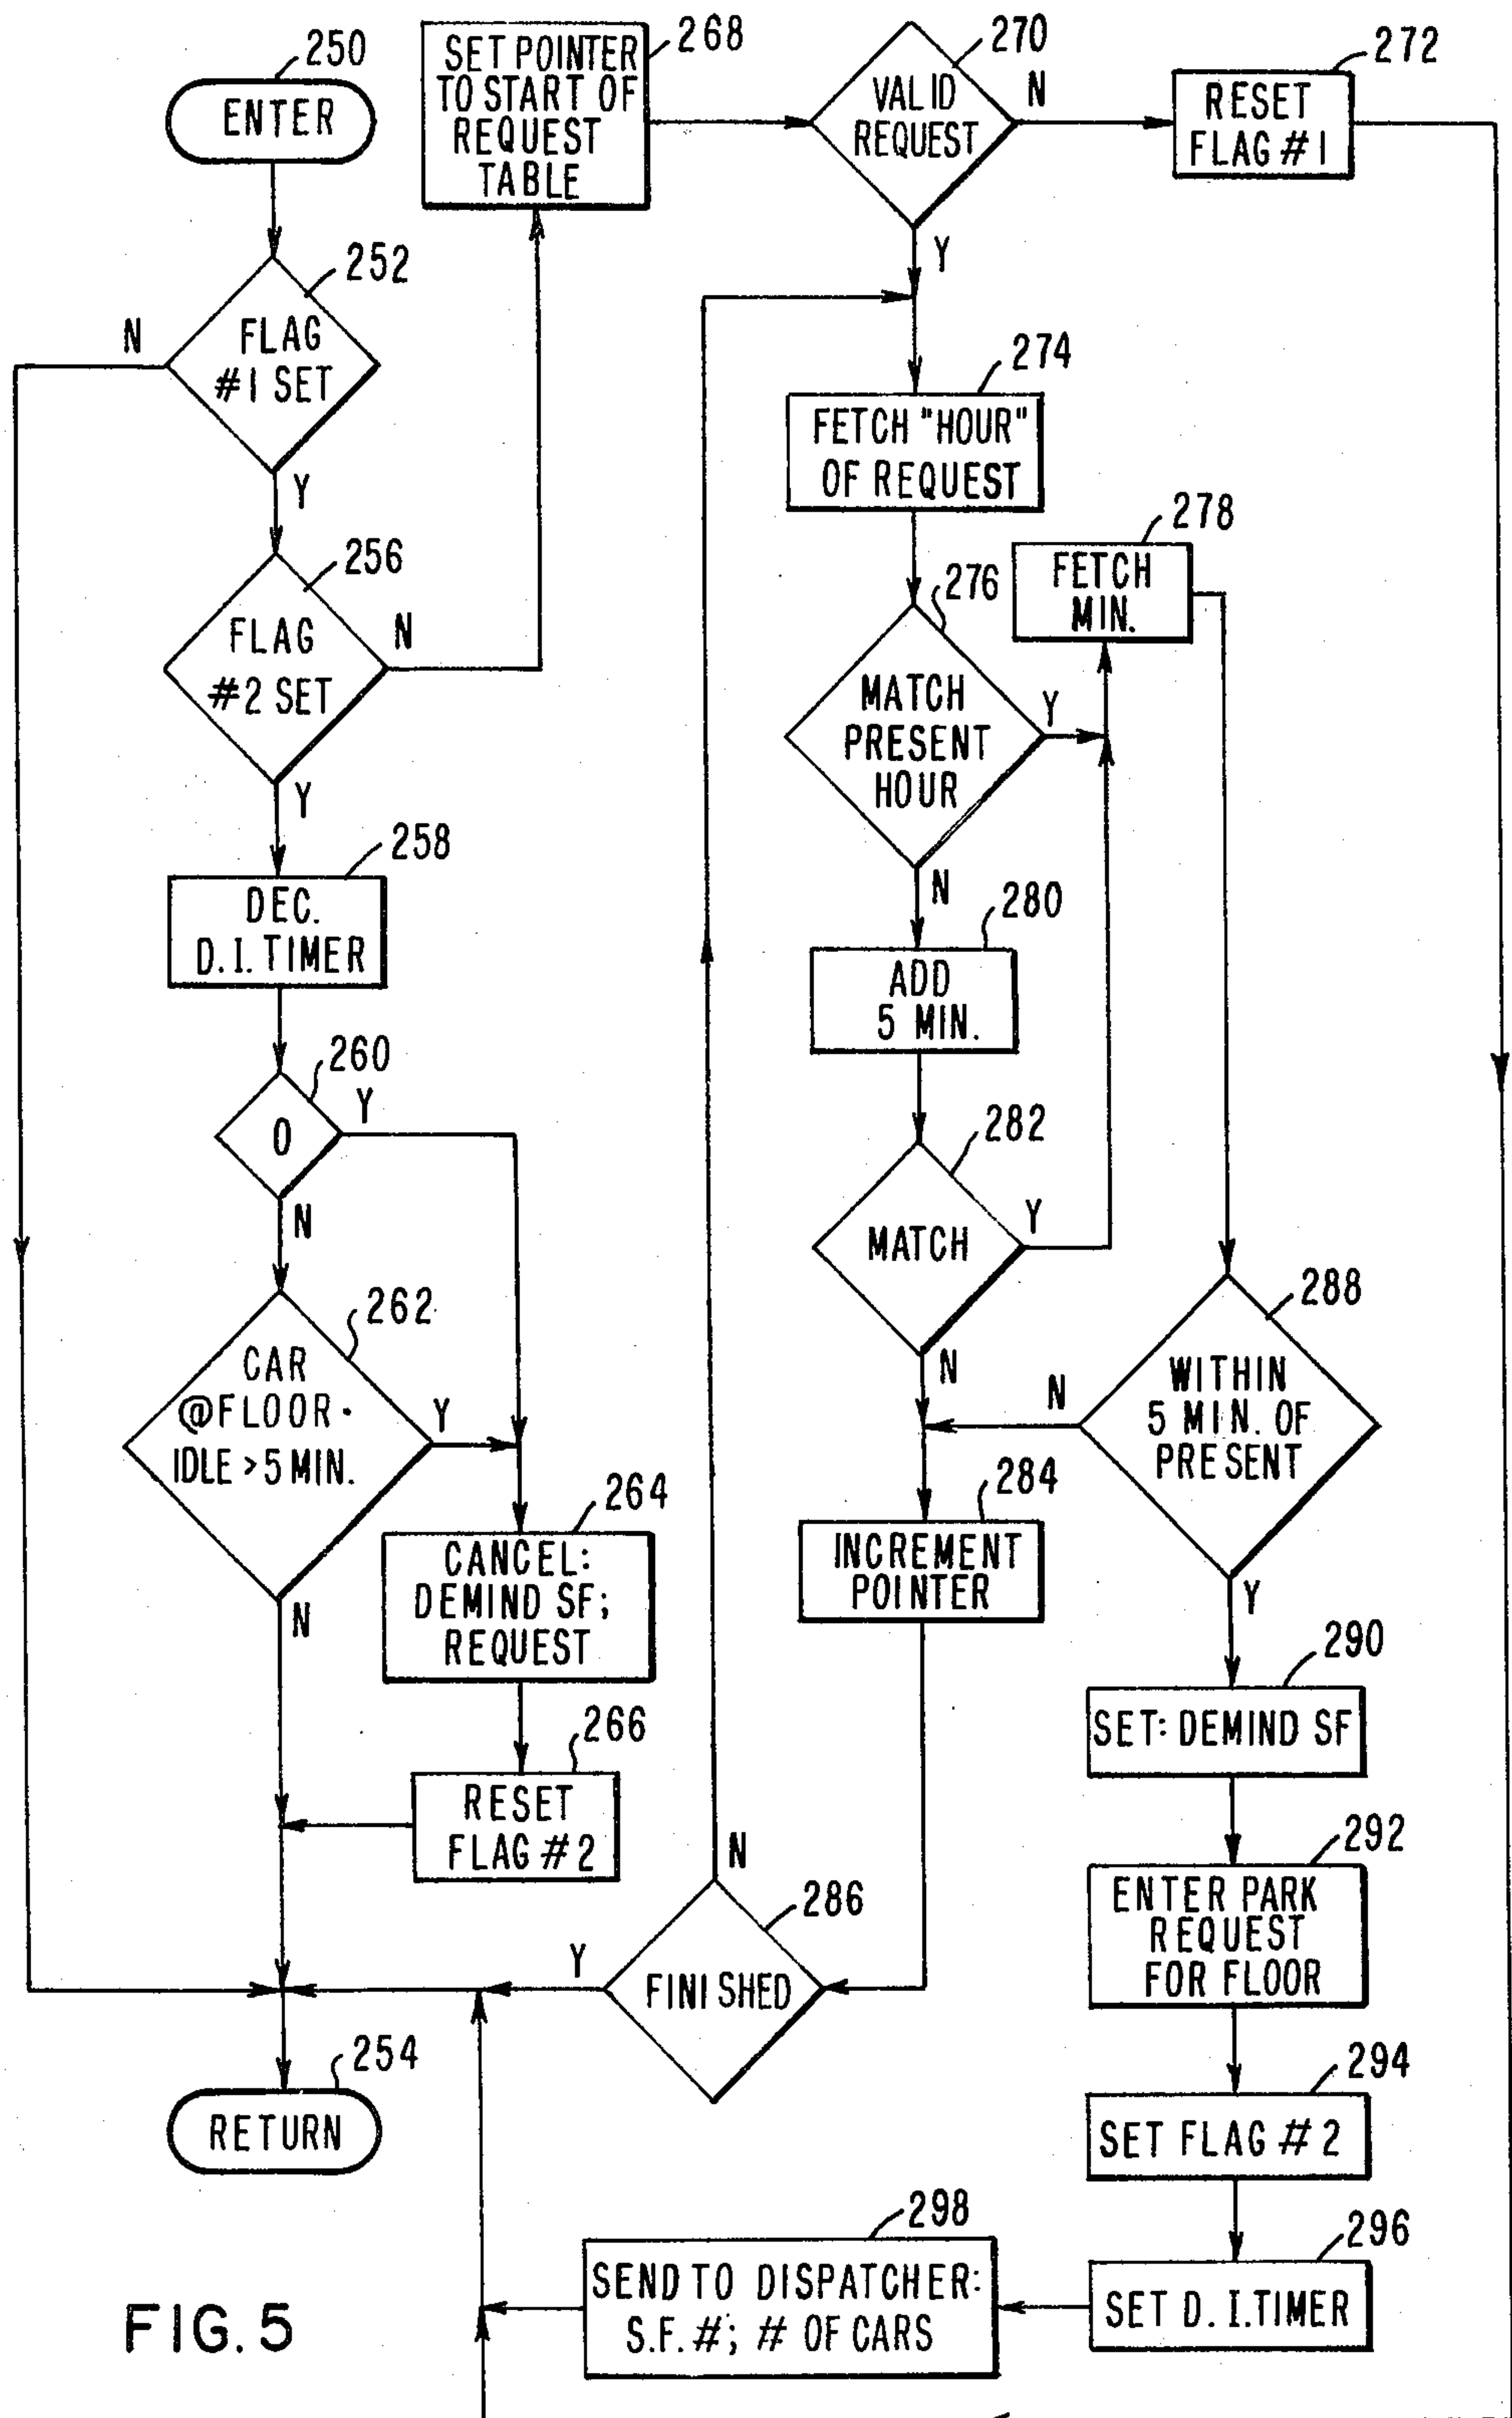 250
ENTER
252
FLAG
#1 SET
N
Y
256
FLAG
#2 SET
N
Y
258
DEC.
D.I. TIMER
260
0
Y
N
262
CAR
@FLOOR·
IDLE > 5 MIN.
Y
N
264
CANCEL:
DEMIND SF;
REQUEST
266
RESET
FLAG #2
254
RETURN
268
SET POINTER
TO START OF
REQUEST
TABLE
270
VALID
REQUEST
N
Y
272
RESET
FLAG #1
274
FETCH "HOUR"
OF REQUEST
276
MATCH
PRESENT
HOUR
Y
N
278
FETCH
MIN.
280
ADD
5 MIN.
282
MATCH
Y
N
284
INCREMENT
POINTER
286
FINISHED
N
Y
288
WITHIN
5 MIN. OF
PRESENT
N
Y
290
SET: DEMIND SF
292
ENTER PARK
REQUEST
FOR FLOOR
294
SET FLAG #2
296
SET D.I.TIMER
298
SEND TO DISPATCHER:
S.F.#; # OF CARS
FIG. 5